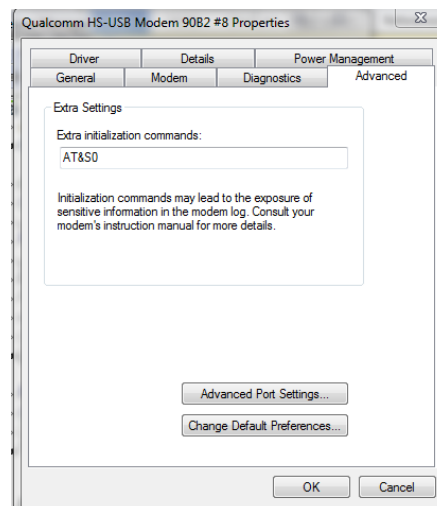 Qualcomm HS-USB Modem 90B2 #8 Properties
Driver Details Power Management
General Modem Diagnostics Advanced
Extra Settings
Extra initialization commands:
AT&S0
Initialization commands may lead to the exposure of
sensitive information in the modem log. Consult your
modem's instruction manual for more details.
Advanced Port Settings...
Change Default Preferences...
OK Cancel